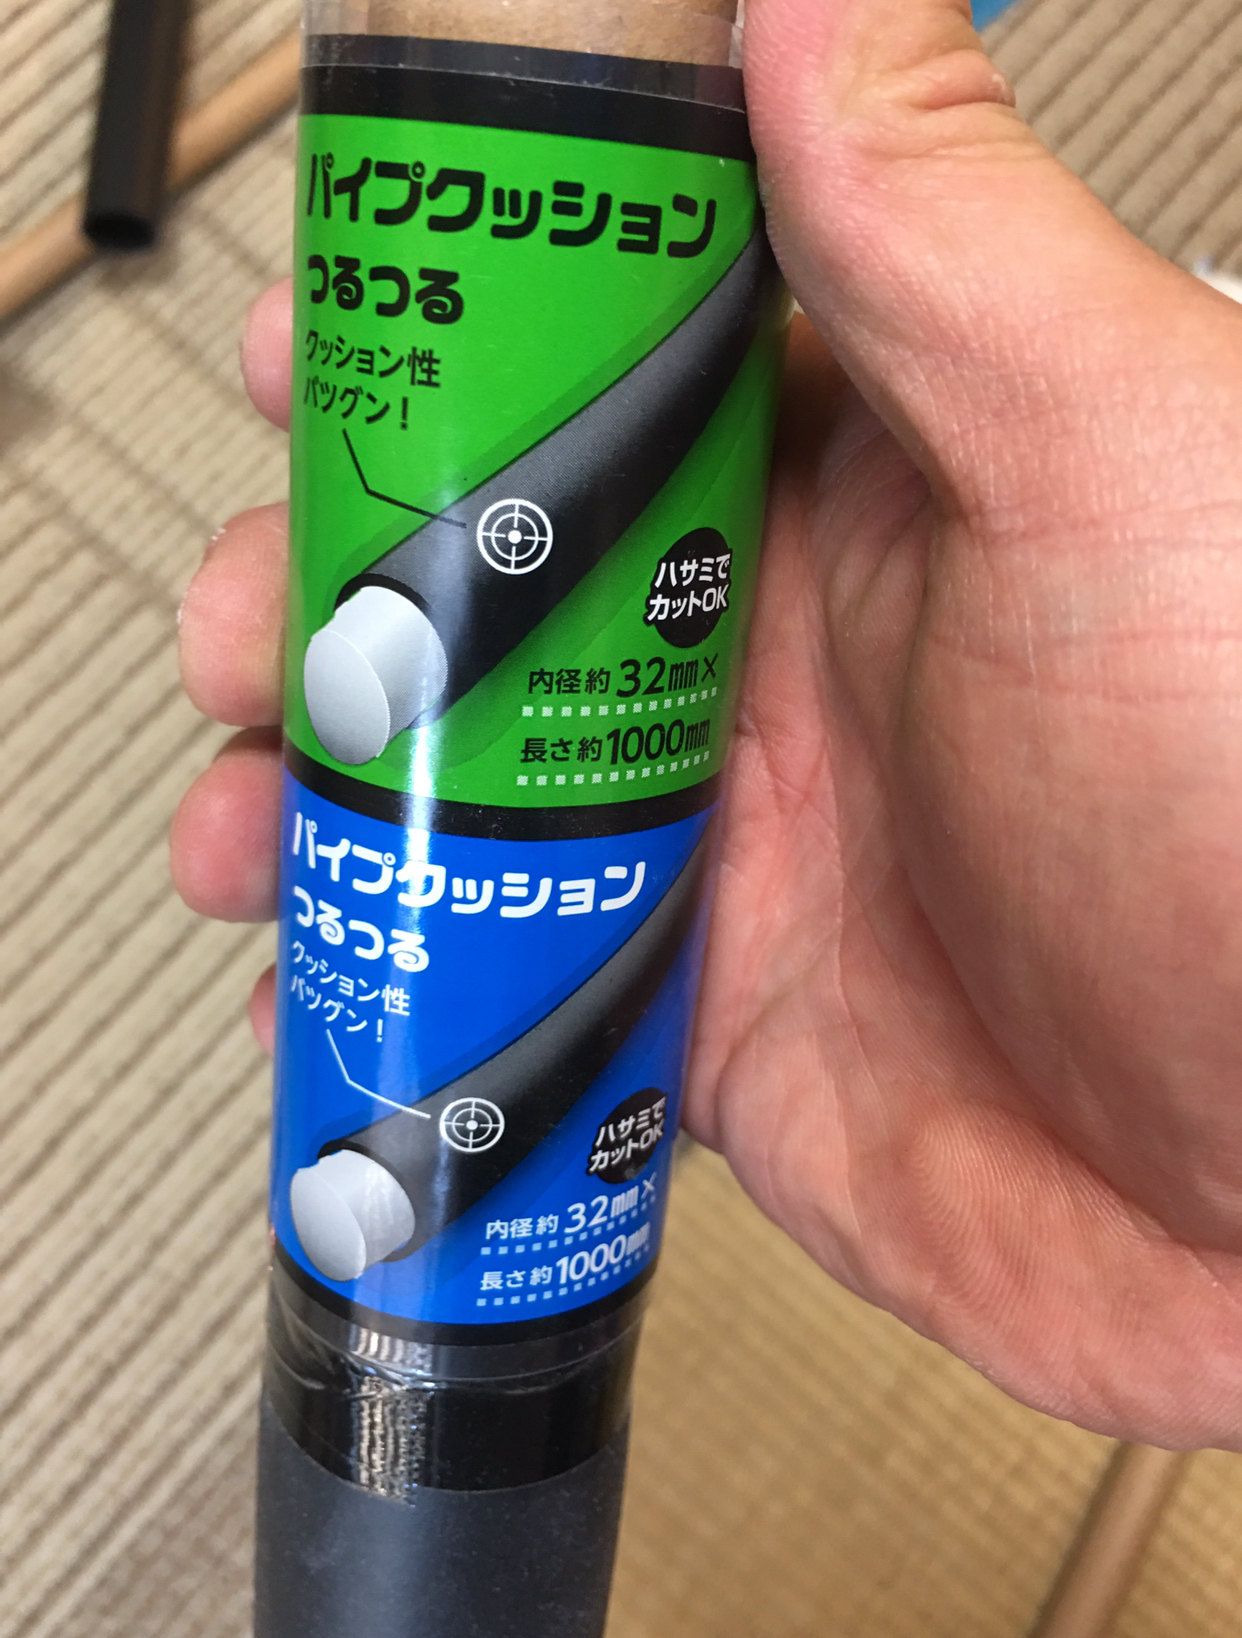 パイプクッション
つるつる
クッション性
バツグン!
ハサミで
カットOK
内径約32mm×
長さ約1000mm
パイプクッション
つるつる
クッション性
バツグン!
ハサミで
カットOK
内径約32mm×
長さ約1000mm